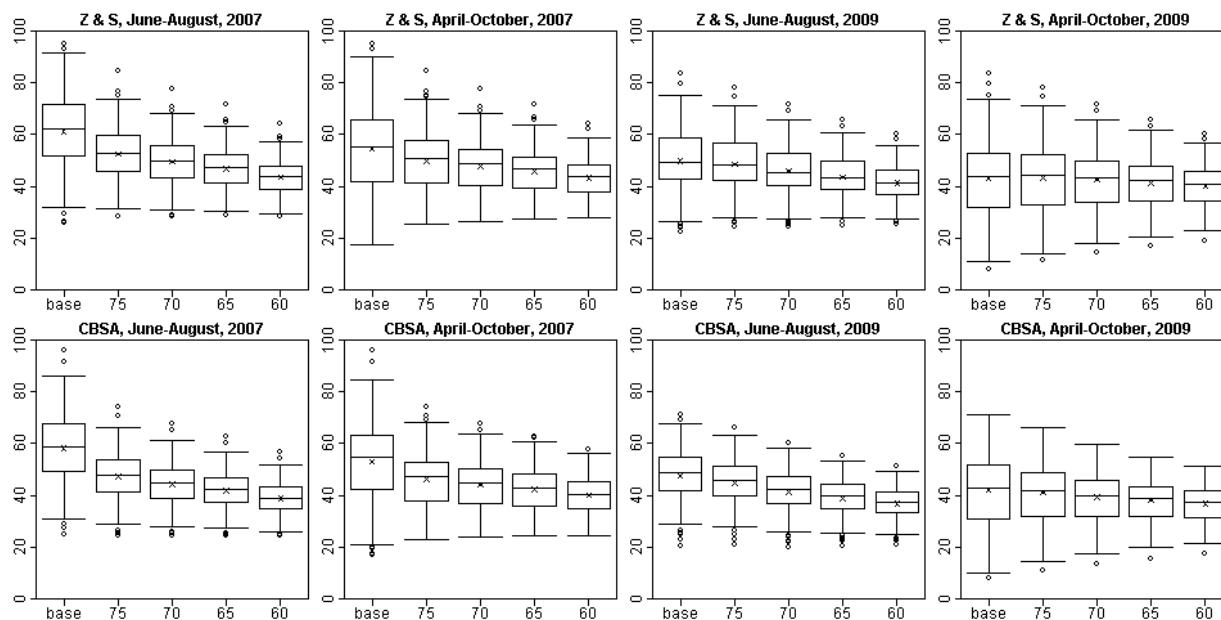 Z & S, June-August, 2007
0 20 40 60 80 100
base 75 70 65 60
Z & S, April-October, 2007
0 20 40 60 80 100
base 75 70 65 60
Z & S, June-August, 2009
0 20 40 60 80 100
base 75 70 65 60
Z & S, April-October, 2009
0 20 40 60 80 100
base 75 70 65 60
CBSA, June-August, 2007
0 20 40 60 80 100
base 75 70 65 60
CBSA, April-October, 2007
0 20 40 60 80 100
base 75 70 65 60
CBSA, June-August, 2009
0 20 40 60 80 100
base 75 70 65 60
CBSA, April-October, 2009
0 20 40 60 80 100
base 75 70 65 60